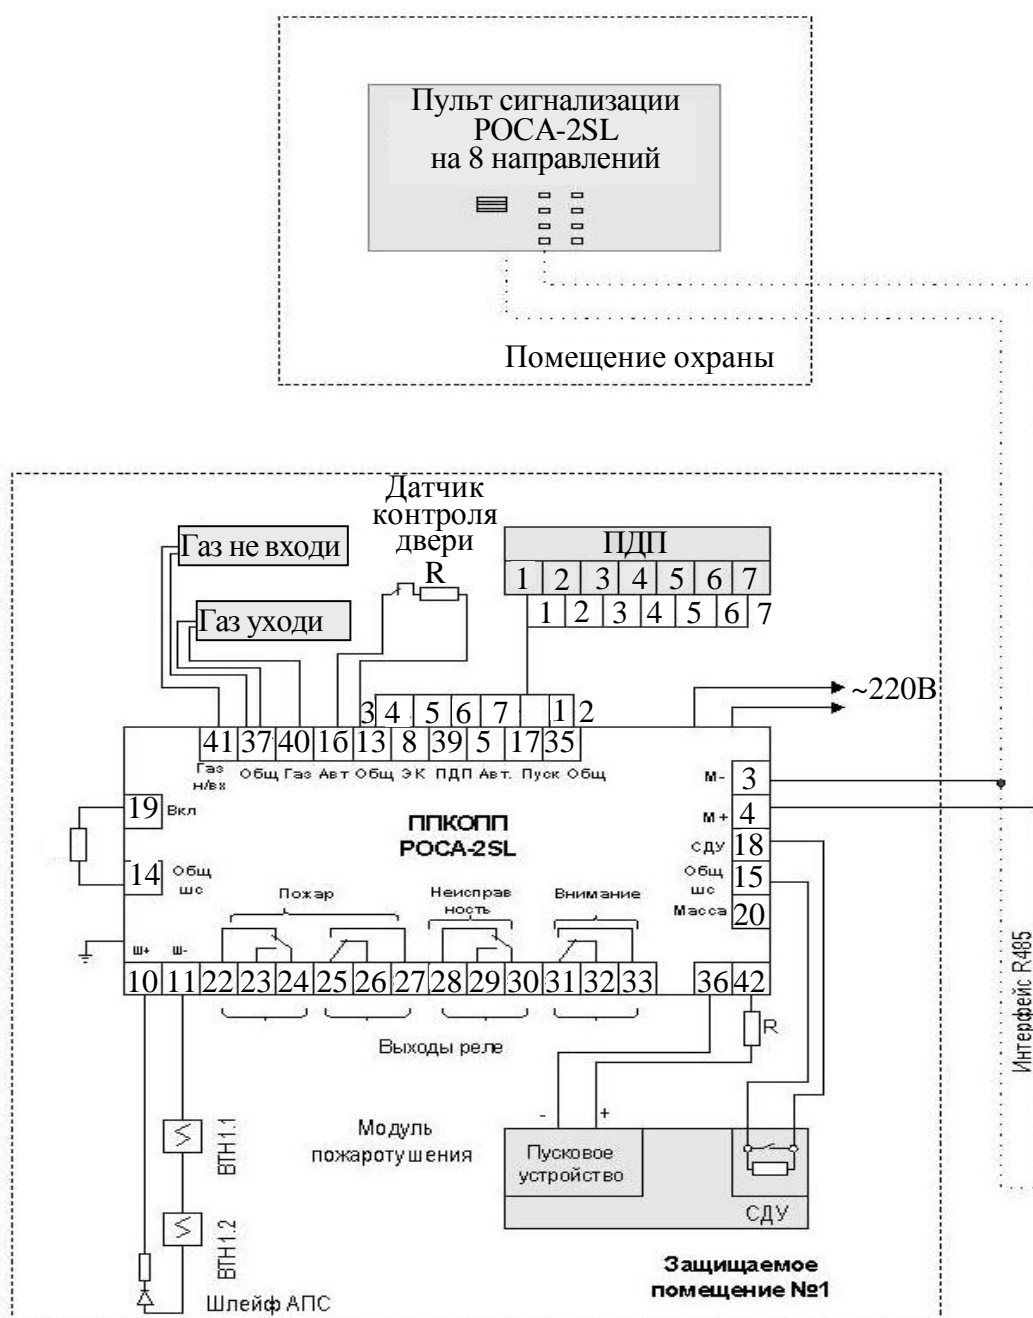 Пульт сигнализации
РОСА-2SL
на 8 направлений
Помещение охраны
Датчик
контроля
двери
R
Газ не входи
Газ уходи
ПДП
1 2 3 4 5 6 7
1 2 3 4 5 6 7
~220В
3 4 5 6 7 1 2
41 37 40 16 13 8 39 5 17 35
Газ н/вх Общ Газ Авт Общ ЭК ПДП Авт. Пуск Общ
19 Вкл
14 Общ шс
ППКОПП
РОСА-2SL
М- 3
М+ 4
СДУ 18
Общ шс 15
Масса 20
Пожар
Неисправ
ность
Внимание
Ш+ Ш-
10 11 22 23 24 25 26 27 28 29 30 31 32 33 36 42
Выходы реле
R
Интерфейс R485
ВТН1.1
ВТН1.2
Шлейф АПС
Модуль
пожаротушения
- +
Пусковое
устройство
СДУ
Защищаемое
помещение №1